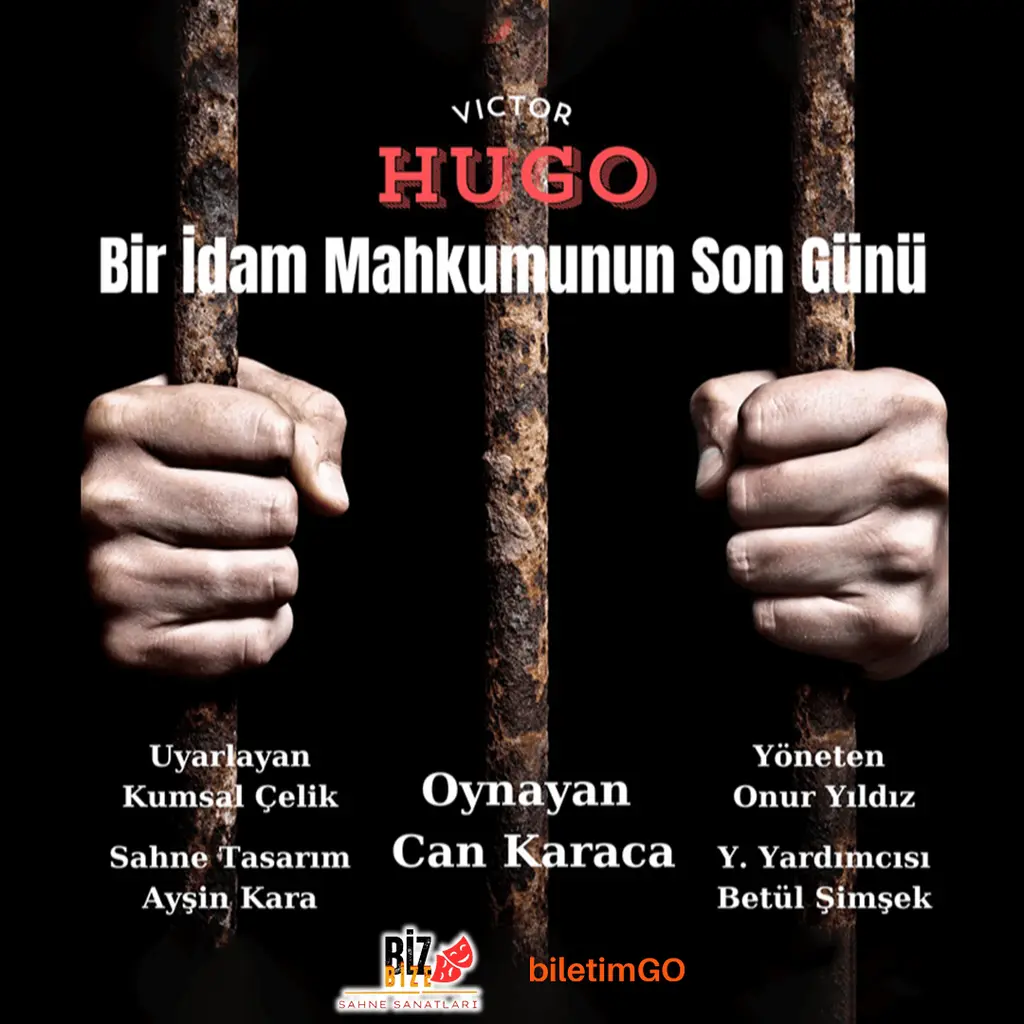 VICTOR
HUGO
Bir İdam Mahkumunun Son Günü
Uyarlayan
Kumsal Çelik
Sahne Tasarım
Ayşin Kara
Oynayan
Can Karaca
Yöneten
Onur Yıldız
Y. Yardımcısı
Betül Şimşek
BİZ
BİZE
SAHNE SANATLARI
biletimGO